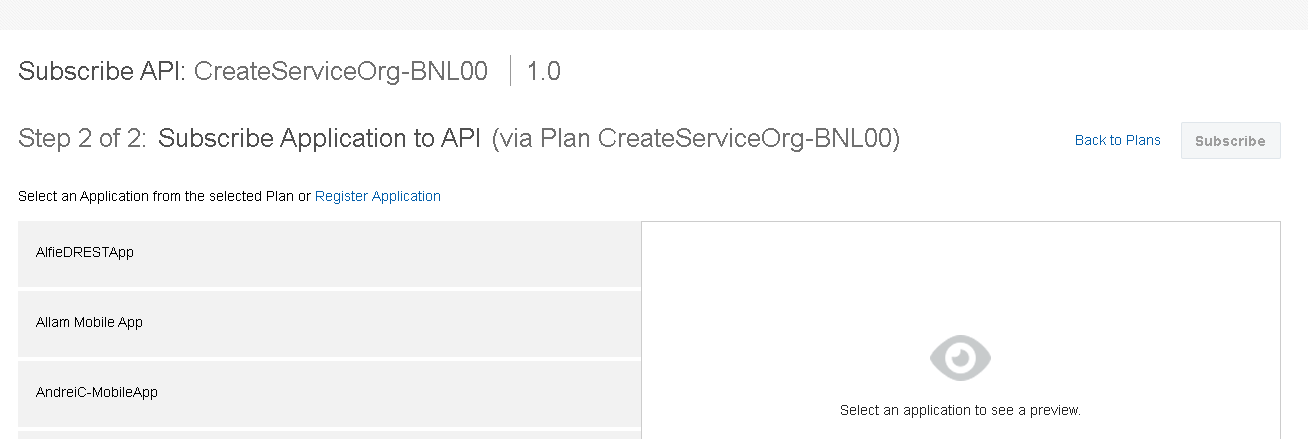 Subscribe API: CreateServiceOrg-BNL00 | 1.0
Step 2 of 2: Subscribe Application to API (via Plan CreateServiceOrg-BNL00)
Back to Plans
Subscribe
Select an Application from the selected Plan or Register Application
AlfieDRESTApp
Allam Mobile App
AndreiC-MobileApp
Select an application to see a preview.